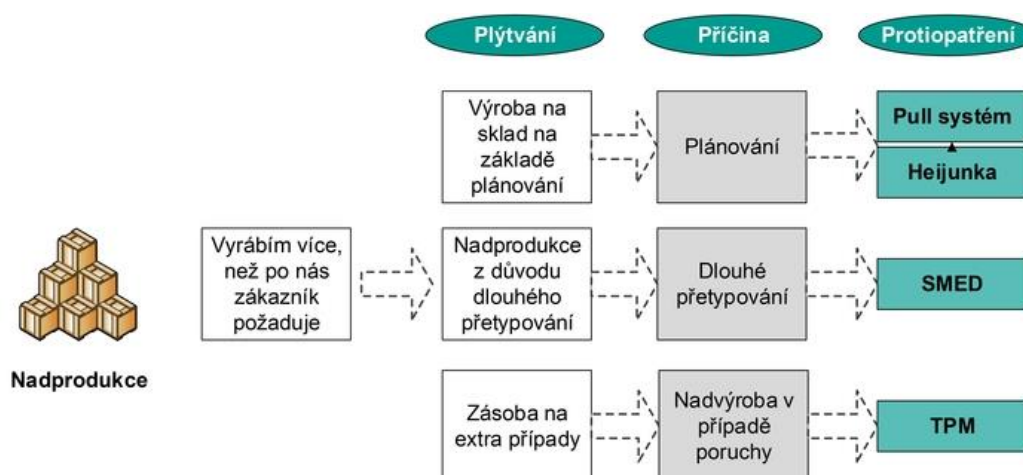 Plýtvání
Příčina
Protiopatření
Výroba na
sklad na
základě
plánování
Plánování
Pull systém
Heijunka
Vyrábím více,
než po nás
zákazník
požaduje
Nadprodukce
z důvodu
dlouhého
přetypování
Dlouhé
přetypování
SMED
Nadprodukce
Zásoba na
extra případy
Nadvýroba v
případě
poruchy
TPM